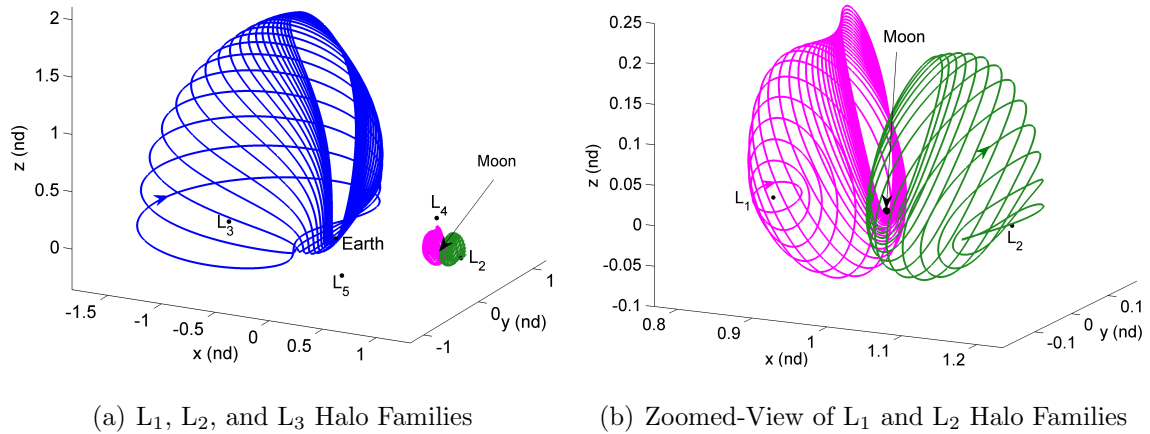 2
1.5
1
0.5
0
z (nd)
-1.5
-1
-0.5
0
0.5
1
x (nd)
-1
0
1
y (nd)
L3
Earth
L5
L4
L2
Moon
0.25
0.2
0.15
0.1
0.05
0
-0.05
-0.1
z (nd)
0.8
0.9
1
1.1
1.2
x (nd)
-0.1
0
0.1
y (nd)
Moon
L1
L2
(a) L1, L2, and L3 Halo Families
(b) Zoomed-View of L1 and L2 Halo Families